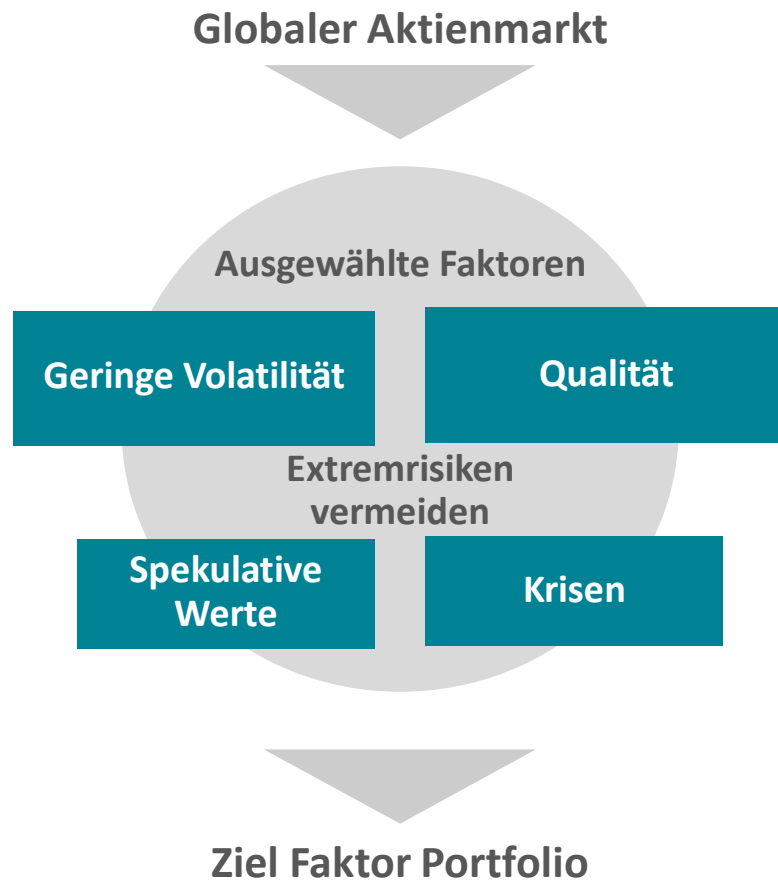 Globaler Aktienmarkt
Ausgewählte Faktoren
Geringe Volatilität
Qualität
Extremrisiken
vermeiden
Spekulative
Werte
Krisen
Ziel Faktor Portfolio